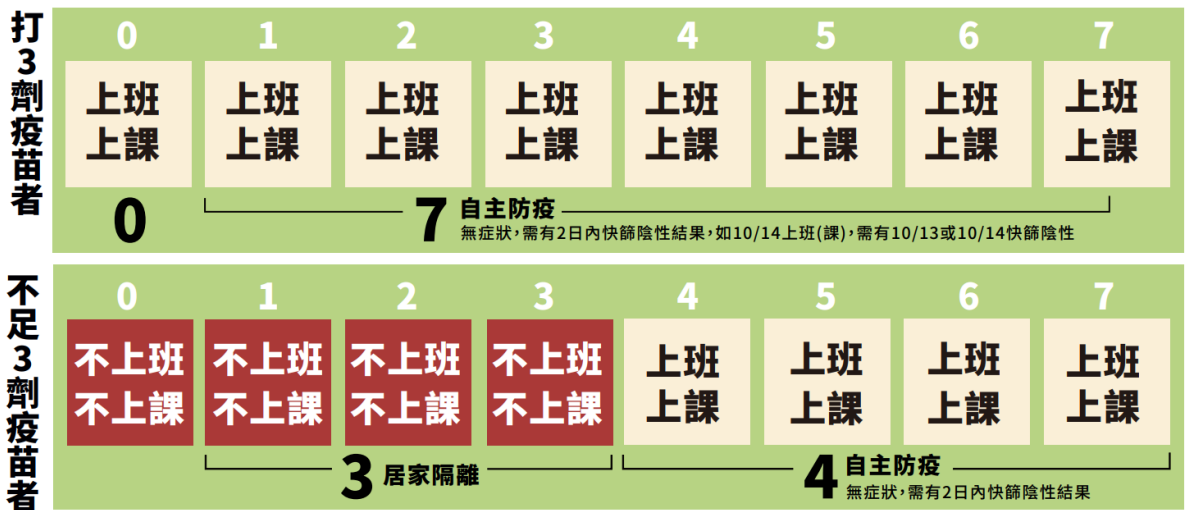 打3劑疫苗者
0 1 2 3 4 5 6 7
上班 上班 上班 上班 上班 上班 上班 上班
上課 上課 上課 上課 上課 上課 上課 上課
0 7 自主防疫
無症狀,需有2日內快篩陰性結果,如10/14上班(課),需有10/13或10/14快篩陰性
不足3劑疫苗者
0 1 2 3 4 5 6 7
不上班 不上班 不上班 不上班 上班 上班 上班 上班
不上課 不上課 不上課 不上課 上課 上課 上課 上課
3 居家隔離 4 自主防疫
無症狀,需有2日內快篩陰性結果